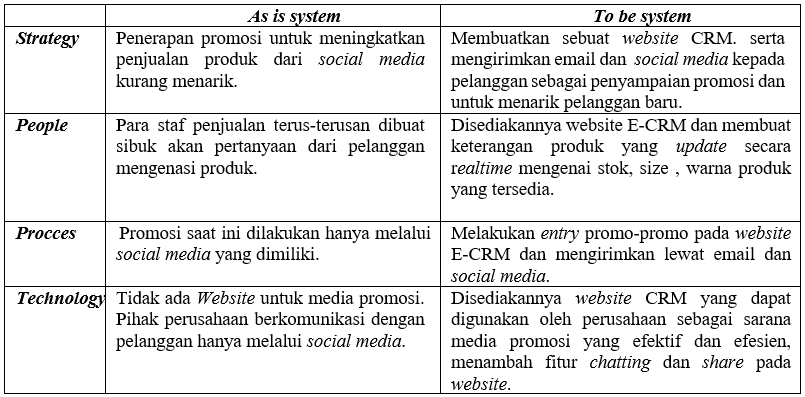 As is system To be system
Strategy Penerapan promosi untuk meningkatkan Membuatkan sebuat website CRM. serta
penjualan produk dari social media mengirimkan email dan social media kepada
kurang menarik. pelanggan sebagai penyampaian promosi dan
untuk menarik pelanggan baru.
People Para staf penjualan terus-terusan dibuat Disediakannya website E-CRM dan membuat
sibuk akan pertanyaan dari pelanggan keterangan produk yang update secara
mengenasi produk. realtime mengenai stok, size , warna produk
yang tersedia.
Procces Promosi saat ini dilakukan hanya melalui Melakukan entry promo-promo pada website
social media yang dimiliki. E-CRM dan mengirimkan lewat email dan
social media.
Technology Tidak ada Website untuk media promosi. Disediakannya website CRM yang dapat
Pihak perusahaan berkomunikasi dengan digunakan oleh perusahaan sebagai sarana
pelanggan hanya melalui social media. media promosi yang efektif dan efesien,
menambah fitur chatting dan share pada
website.